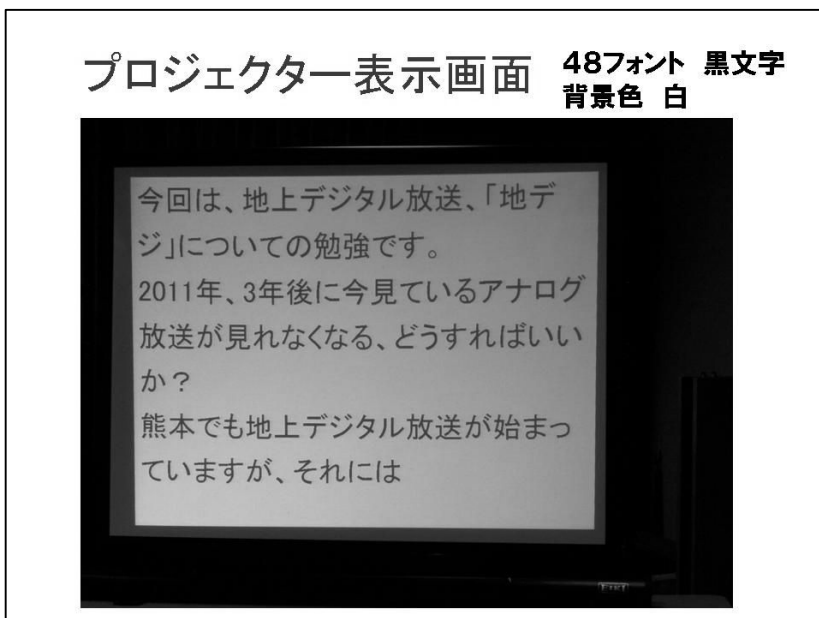 プロジェクター表示画面
48フォント 黒文字
背景色 白
今回は、地上デジタル放送、「地デ
ジ」についての勉強です。
2011年、3年後に今見ているアナログ
放送が見れなくなる、どうすればいい
か？
熊本でも地上デジタル放送が始まっ
ていますが、それには